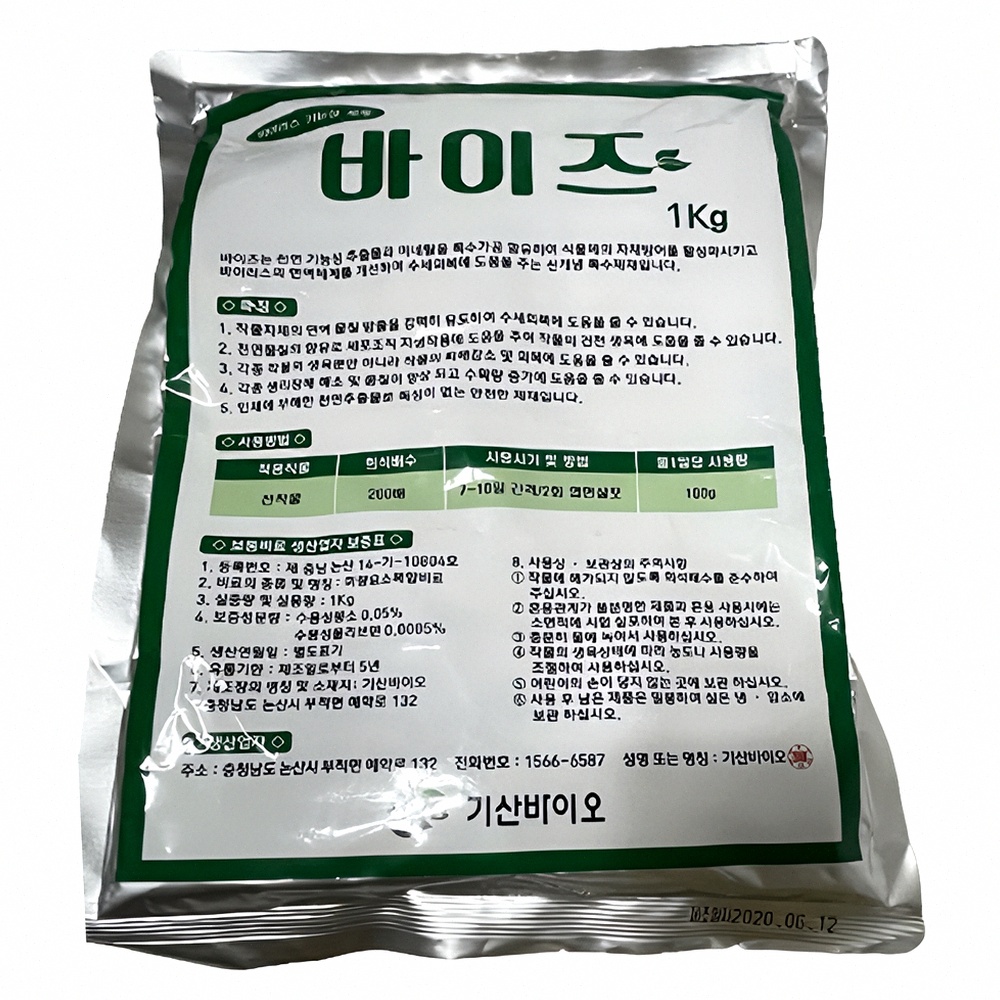 바이즈
1Kg
바이즈는 천연 기능성 추출물과 미네랄을 특수가공 함유하여 식물체의 자체방어를 활성화시키고
바이러스의 면역체계를 개선하여 수세회복에 도움을 주는 신개념 특수제재입니다.
특징
1. 작물자체의 면역 물질 방출을 강력히 유도하여 수세회복에 도움을 줄 수 있습니다.
2. 천연물질의 함유로 세포조직 지성작용에 도움을 주어 작물의 건전 생육에 도움을 줄 수 있습니다.
3. 각종 작물의 생육뿐만 아니라 작물의 피해감소 및 회복에 도움을 줄 수 있습니다.
4. 각종 생리장해 해소 및 품질이 향상 되고 수확량 증가에 도움을 줄 수 있습니다.
5. 인체에 무해한 천연추출물로 독성이 없는 안전한 제재입니다.
사용방법
적용식물 희석배수 시용시기 및 방법 물1말당 사용량
전작물 200배 7-10일 간격/2회 엽면살포 100g
보통비료 생산업자 보증표
1. 등록번호 : 제 충남논산 14-가-10804호
2. 비료의 종류 및 명칭 : 미량요소복합비료
3. 실중량 및 실용량 : 1Kg
4. 보증성분량 : 수용성붕소 0.05%
수용성몰리브덴 0.0005%
5. 생산연월일 : 별도표기
6. 유통기한 : 제조일로부터 5년
7. 제조장의 명칭 및 소재지: 기산바이오
충청남도 논산시 부적면 예학로 132
8. 사용상 · 보관상의 주의사항
① 작물에 해가되지 않도록 희석배수를 준수하여
주십시오.
② 혼용관계가 불분명한 제품과 혼용 사용시에는
소면적에 시험 살포하여 본 후 사용하십시오.
③ 충분히 물에 녹여서 사용하십시오.
④ 작물의 생육상태에 따라 농도나 사용량을
조절하여 사용하십시오.
⑤ 어린이의 손이 닿지 않는 곳에 보관 하십시오.
⑥ 사용 후 남은 제품은 밀봉하여 심온 냉 · 암소에
보관 하십시오.
생산업자
주소 : 충청남도 논산시 부적면 예학로 132 전화번호 : 1566-6587 성명 또는 명칭 : 기산바이오
기산바이오
제조일자2020.06.12